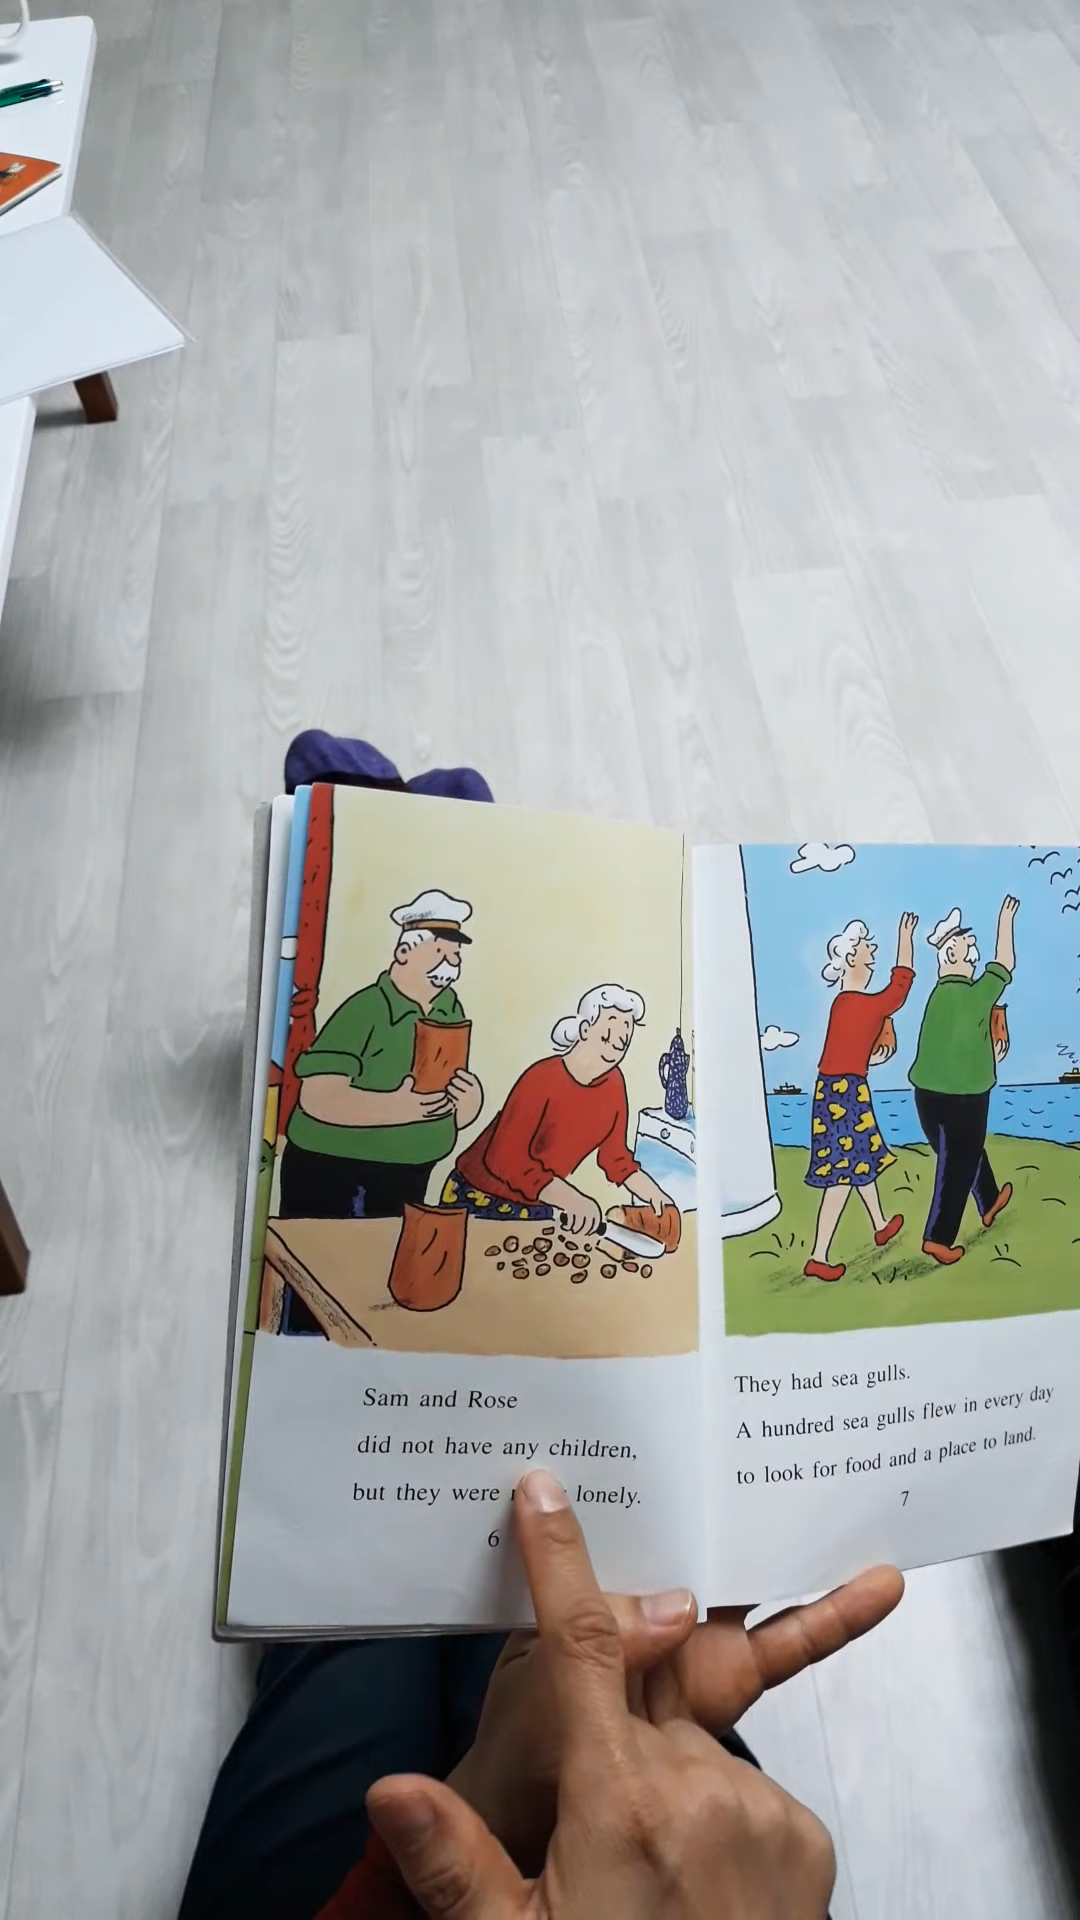 Sam and Rose
did not have any children,
but they were lonely.
6
They had sea gulls.
A hundred sea gulls flew in every day
to look for food and a place to land.
7